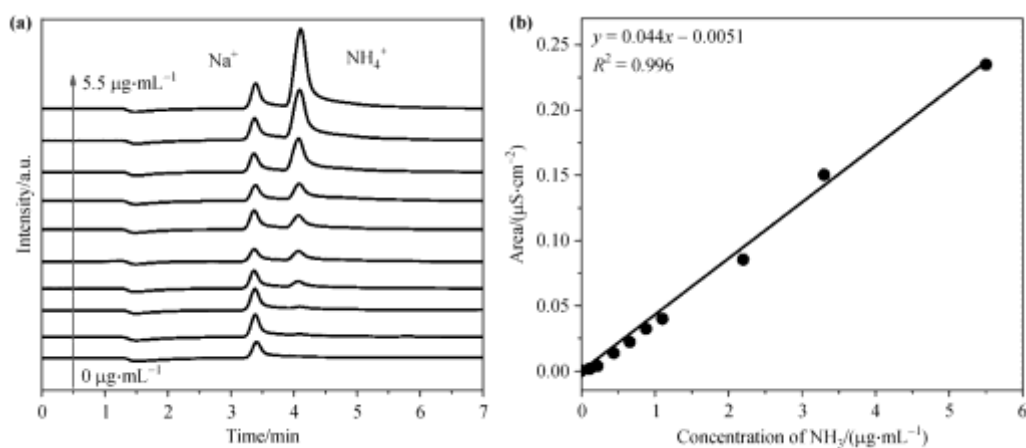 (a)
Na⁺
NH₄⁺
5.5 μg·mL⁻¹
0 μg·mL⁻¹
Intensity/a.u.
0 1 2 3 4 5 6 7
Time/min
(b)
y = 0.044x – 0.0051
R² = 0.996
0.25
0.20
0.15
0.10
0.05
0.00
Area/(μS·cm⁻²)
0 1 2 3 4 5 6
Concentration of NH₃/(μg·mL⁻¹)